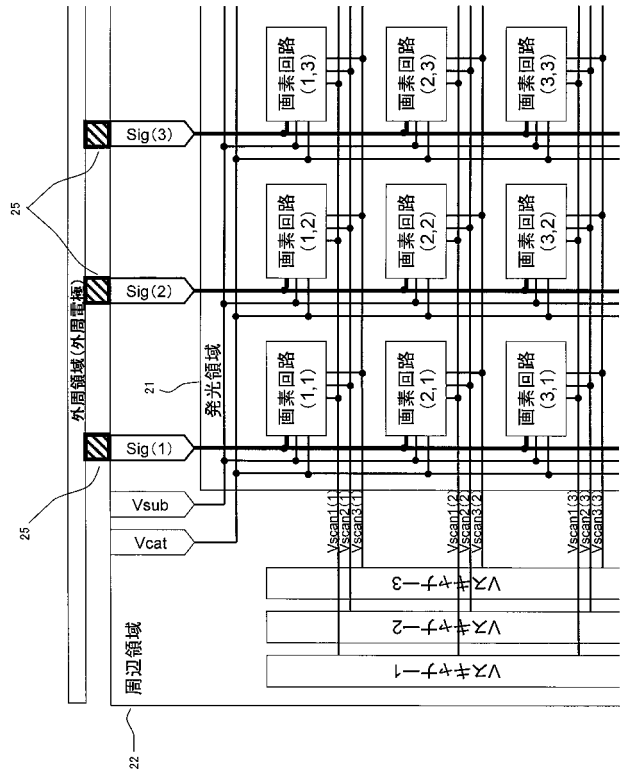 25
25
外周領域(外周電極)
Sig(1)
Sig(2)
Sig(3)
Vsub
Vcat
21
発光領域
画素回路
(1,1)
画素回路
(1,2)
画素回路
(1,3)
Vscan1(1)
Vscan2(1)
Vscan3(1)
画素回路
(2,1)
画素回路
(2,2)
画素回路
(2,3)
Vscan1(2)
Vscan2(2)
Vscan3(2)
画素回路
(3,1)
画素回路
(3,2)
画素回路
(3,3)
Vscan1(3)
Vscan2(3)
Vscan3(3)
Vスキャナー3
Vスキャナー2
Vスキャナー1
周辺領域
22